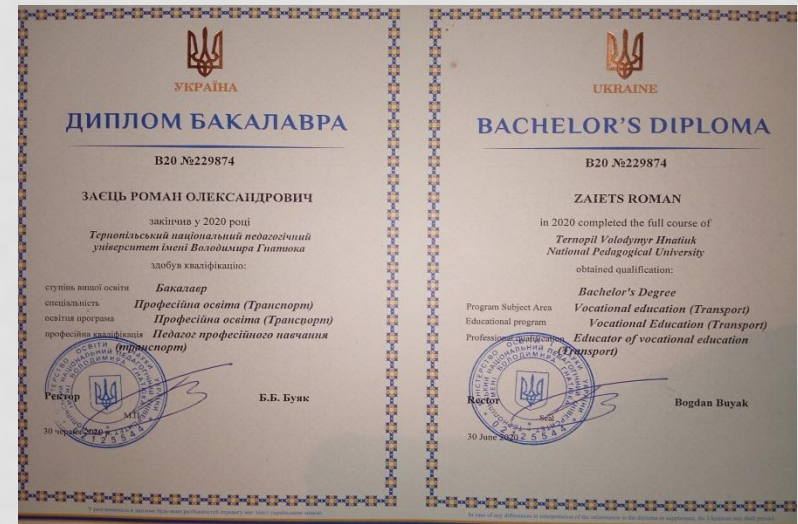 УКРАЇНА
ДИПЛОМ БАКАЛАВРА
В20 №229874
ЗАЄЦЬ РОМАН ОЛЕКСАНДРОВИЧ
закінчив у 2020 році
Тернопільський національний педагогічний
університет імені Володимира Гнатюка
здобув кваліфікацію:
ступінь вищої освіти Бакалавр
спеціальність Професійна освіта (Транспорт)
освітня програма Професійна освіта (Транспорт)
професійна кваліфікація Педагог професійного навчання
(транспорт)
Ректор Б.Б. Буяк
М.П.
30 червня 2020 р.
UKRAINE
BACHELOR'S DIPLOMA
B20 №229874
ZAIETS ROMAN
in 2020 completed the full course of
Ternopil Volodymyr Hnatiuk
National Pedagogical University
obtained qualification:
Bachelor's Degree
Program Subject Area Vocational education (Transport)
Educational program Vocational Education (Transport)
Professional qualification Educator of vocational education
(Transport)
Rector Bogdan Buyak
Seal
30 June 2020